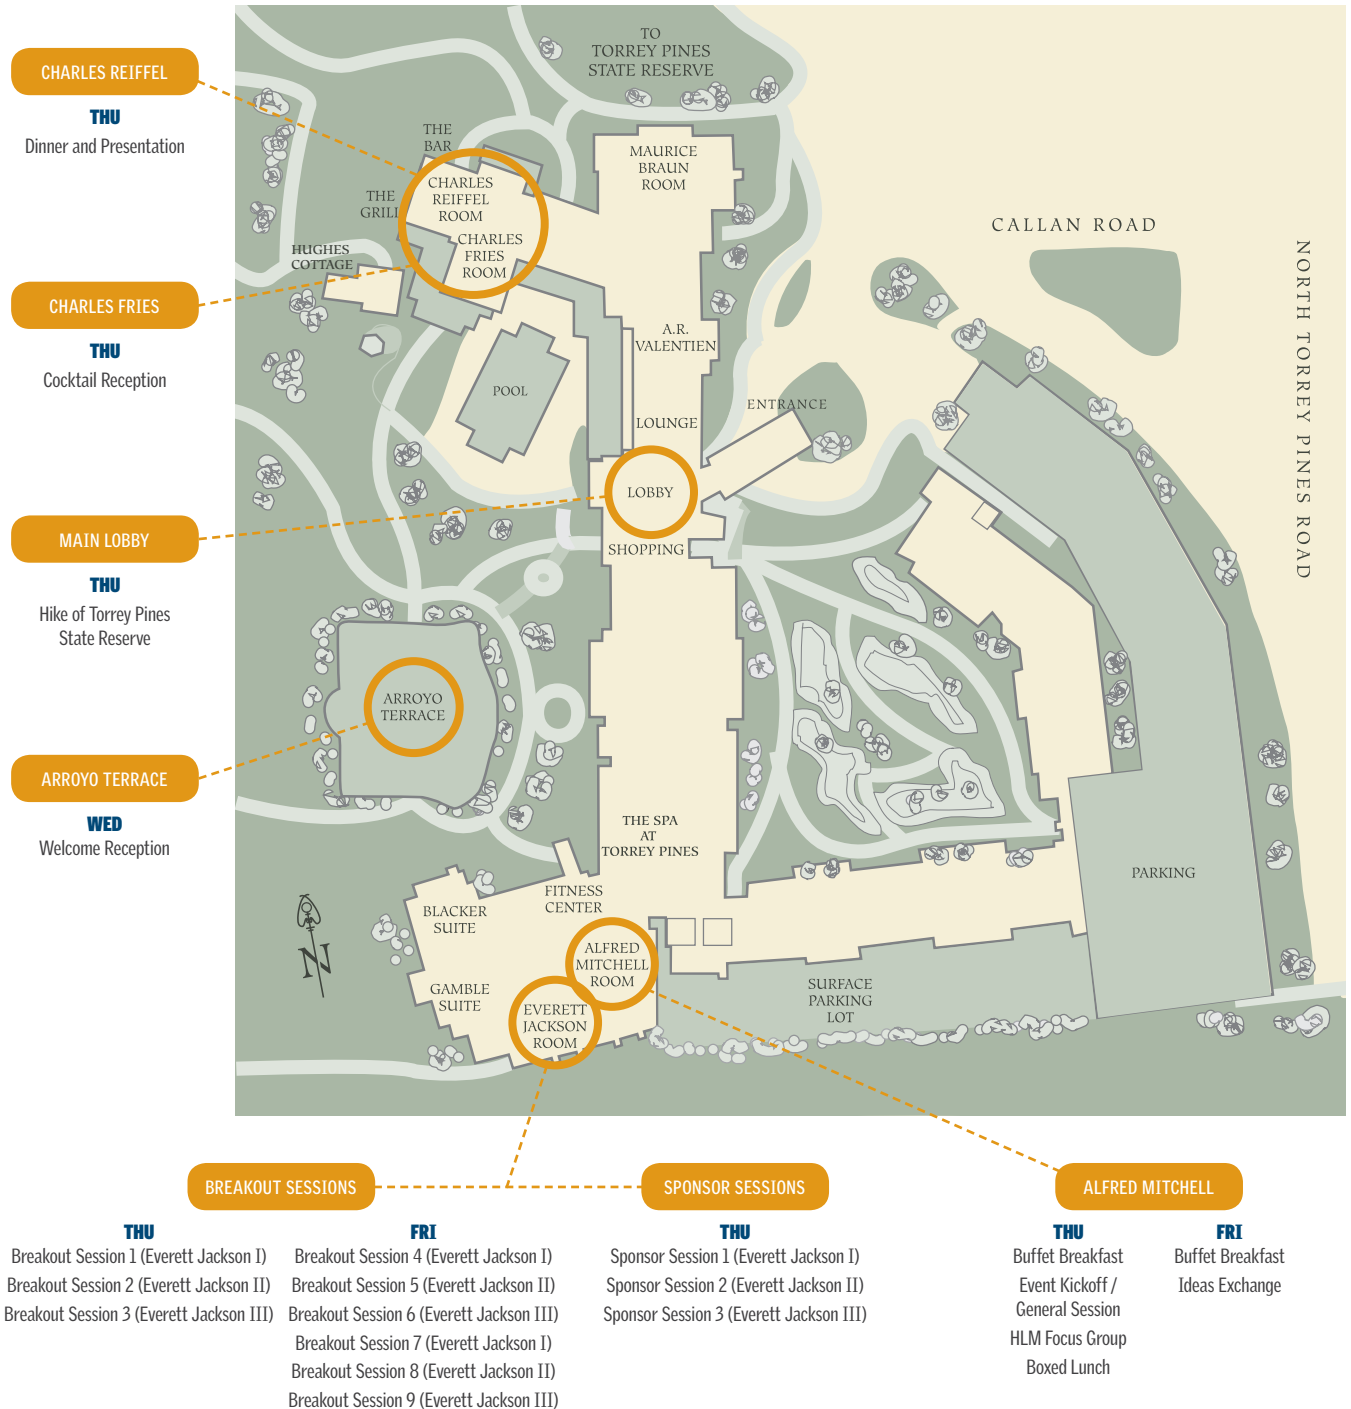 TO
TORREY PINES
STATE RESERVE
CHARLES REIFFEL
THU
Dinner and Presentation
THE
BAR
MAURICE
BRAUN
ROOM
CHARLES
REIFFEL
ROOM
THE
GRILL
CHARLES
FRIES
ROOM
HUGHES
COTTAGE
CALLAN ROAD
NORTH TORREY PINES ROAD
CHARLES FRIES
THU
Cocktail Reception
A.R.
VALENTIEN
POOL
LOUNGE
ENTRANCE
LOBBY
MAIN LOBBY
THU
Hike of Torrey Pines
State Reserve
SHOPPING
ARROYO
TERRACE
ARROYO TERRACE
WED
Welcome Reception
THE SPA
AT
TORREY PINES
PARKING
FITNESS
CENTER
BLACKER
SUITE
N
ALFRED
MITCHELL
ROOM
GAMBLE
SUITE
EVERETT
JACKSON
ROOM
SURFACE
PARKING
LOT
BREAKOUT SESSIONS
THU
Breakout Session 1 (Everett Jackson I)
Breakout Session 2 (Everett Jackson II)
Breakout Session 3 (Everett Jackson III)
FRI
Breakout Session 4 (Everett Jackson I)
Breakout Session 5 (Everett Jackson II)
Breakout Session 6 (Everett Jackson III)
Breakout Session 7 (Everett Jackson I)
Breakout Session 8 (Everett Jackson II)
Breakout Session 9 (Everett Jackson III)
SPONSOR SESSIONS
THU
Sponsor Session 1 (Everett Jackson I)
Sponsor Session 2 (Everett Jackson II)
Sponsor Session 3 (Everett Jackson III)
ALFRED MITCHELL
THU
Buffet Breakfast
Event Kickoff /
General Session
HLM Focus Group
Boxed Lunch
FRI
Buffet Breakfast
Ideas Exchange